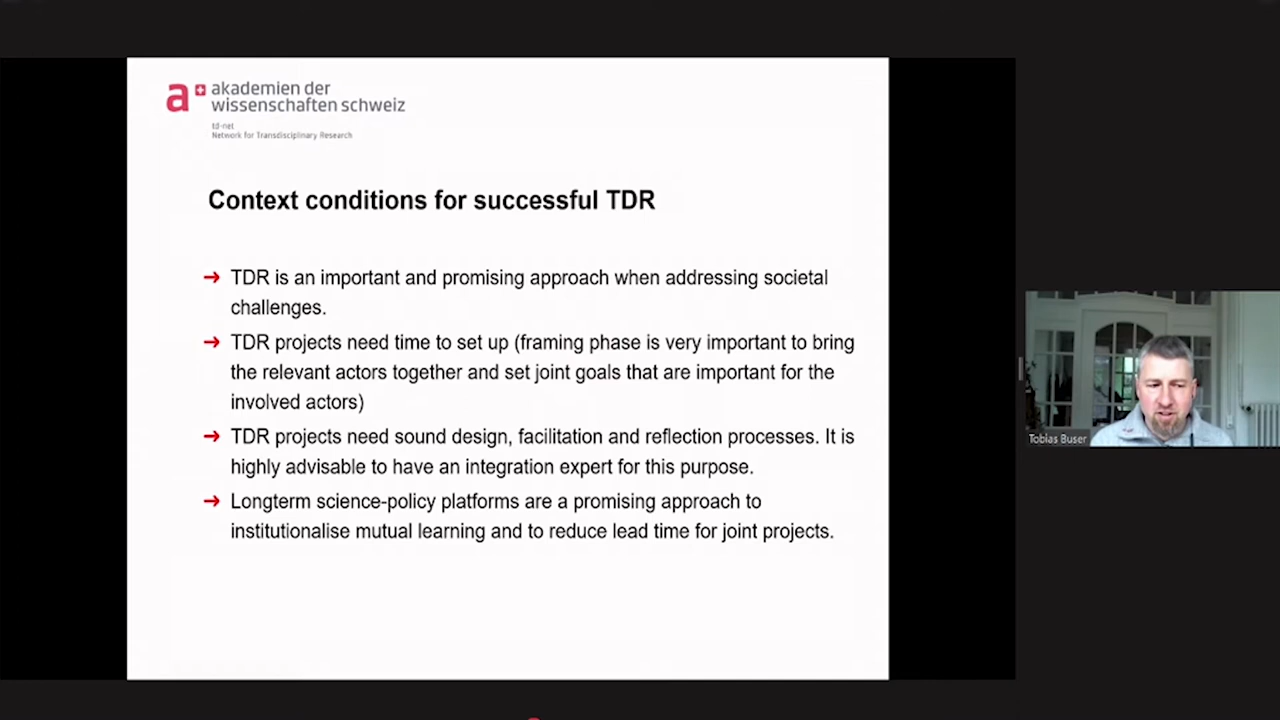 a+ akademien der
wissenschaften schweiz
td-net
Network for Transdisciplinary Research
Context conditions for successful TDR
➔ TDR is an important and promising approach when addressing societal
challenges.
➔ TDR projects need time to set up (framing phase is very important to bring
the relevant actors together and set joint goals that are important for the
involved actors)
➔ TDR projects need sound design, facilitation and reflection processes. It is
highly advisable to have an integration expert for this purpose.
➔ Longterm science-policy platforms are a promising approach to
institutionalise mutual learning and to reduce lead time for joint projects.
Tobias Buser